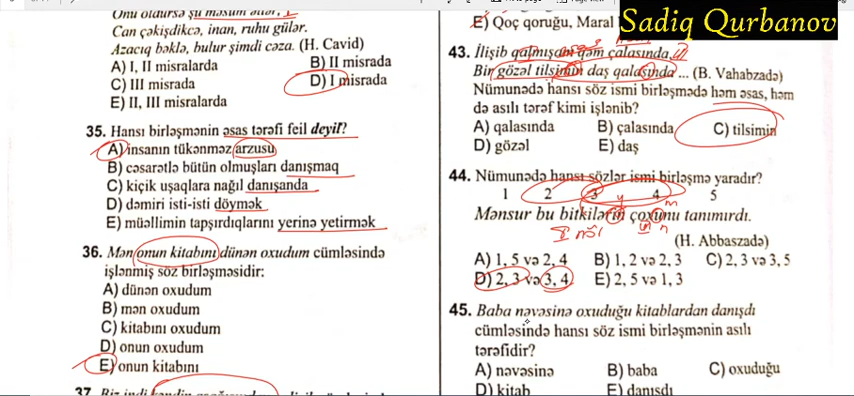 Onu öldürsə şu məsum əllər,
Can çəkişdikcə, inan, ruhu gülər.
Azacıq bəklə, bulur şimdi cəza. (H. Cavid)
A) I, II misralarda B) II misrada
C) III misrada D) I misrada
E) II, III misralarda
35. Hansı birləşmənin əsas tərəfi feil deyil?
A) insanın tükənməz arzusu
B) cəsarətlə bütün olmuşları danışmaq
C) kiçik uşaqlara nağıl danışanda
D) dəmiri isti-isti döymək
E) müəllimin tapşırdıqlarını yerinə yetirmək
36. Mən onun kitabını dünən oxudum cümləsində
işlənmiş söz birləşməsidir:
A) dünən oxudum
B) mən oxudum
C) kitabını oxudum
D) onun oxudum
E) onun kitabını
37. Biz indi kəndin
E) Qoç qoruğu, Maral
Sadiq Qurbanov
43. İlişib qalmışam qəm çalasında,
Bir gözəl tilsimin daş qalasında ... (B. Vahabzadə)
Nümunədə hansı söz ismi birləşmədə həm əsas, həm
də asılı tərəf kimi işlənib?
A) qalasında B) çalasında C) tilsimin
D) gözəl E) daş
44. Nümunədə hansı sözlər ismi birləşmə yaradır?
1 2 3 4 5
Mənsur bu bitkilərin çoxunu tanımırdı.
(H. Abbaszadə)
A) 1, 5 və 2, 4 B) 1, 2 və 2, 3 C) 2, 3 və 3, 5
D) 2, 3 və 3, 4 E) 2, 5 və 1, 3
45. Baba nəvəsinə oxuduğu kitablardan danışdı
cümləsində hansı söz ismi birləşmənin asılı
tərəfidir?
A) nəvəsinə B) baba C) oxuduğu
D) kitab E) danışdı